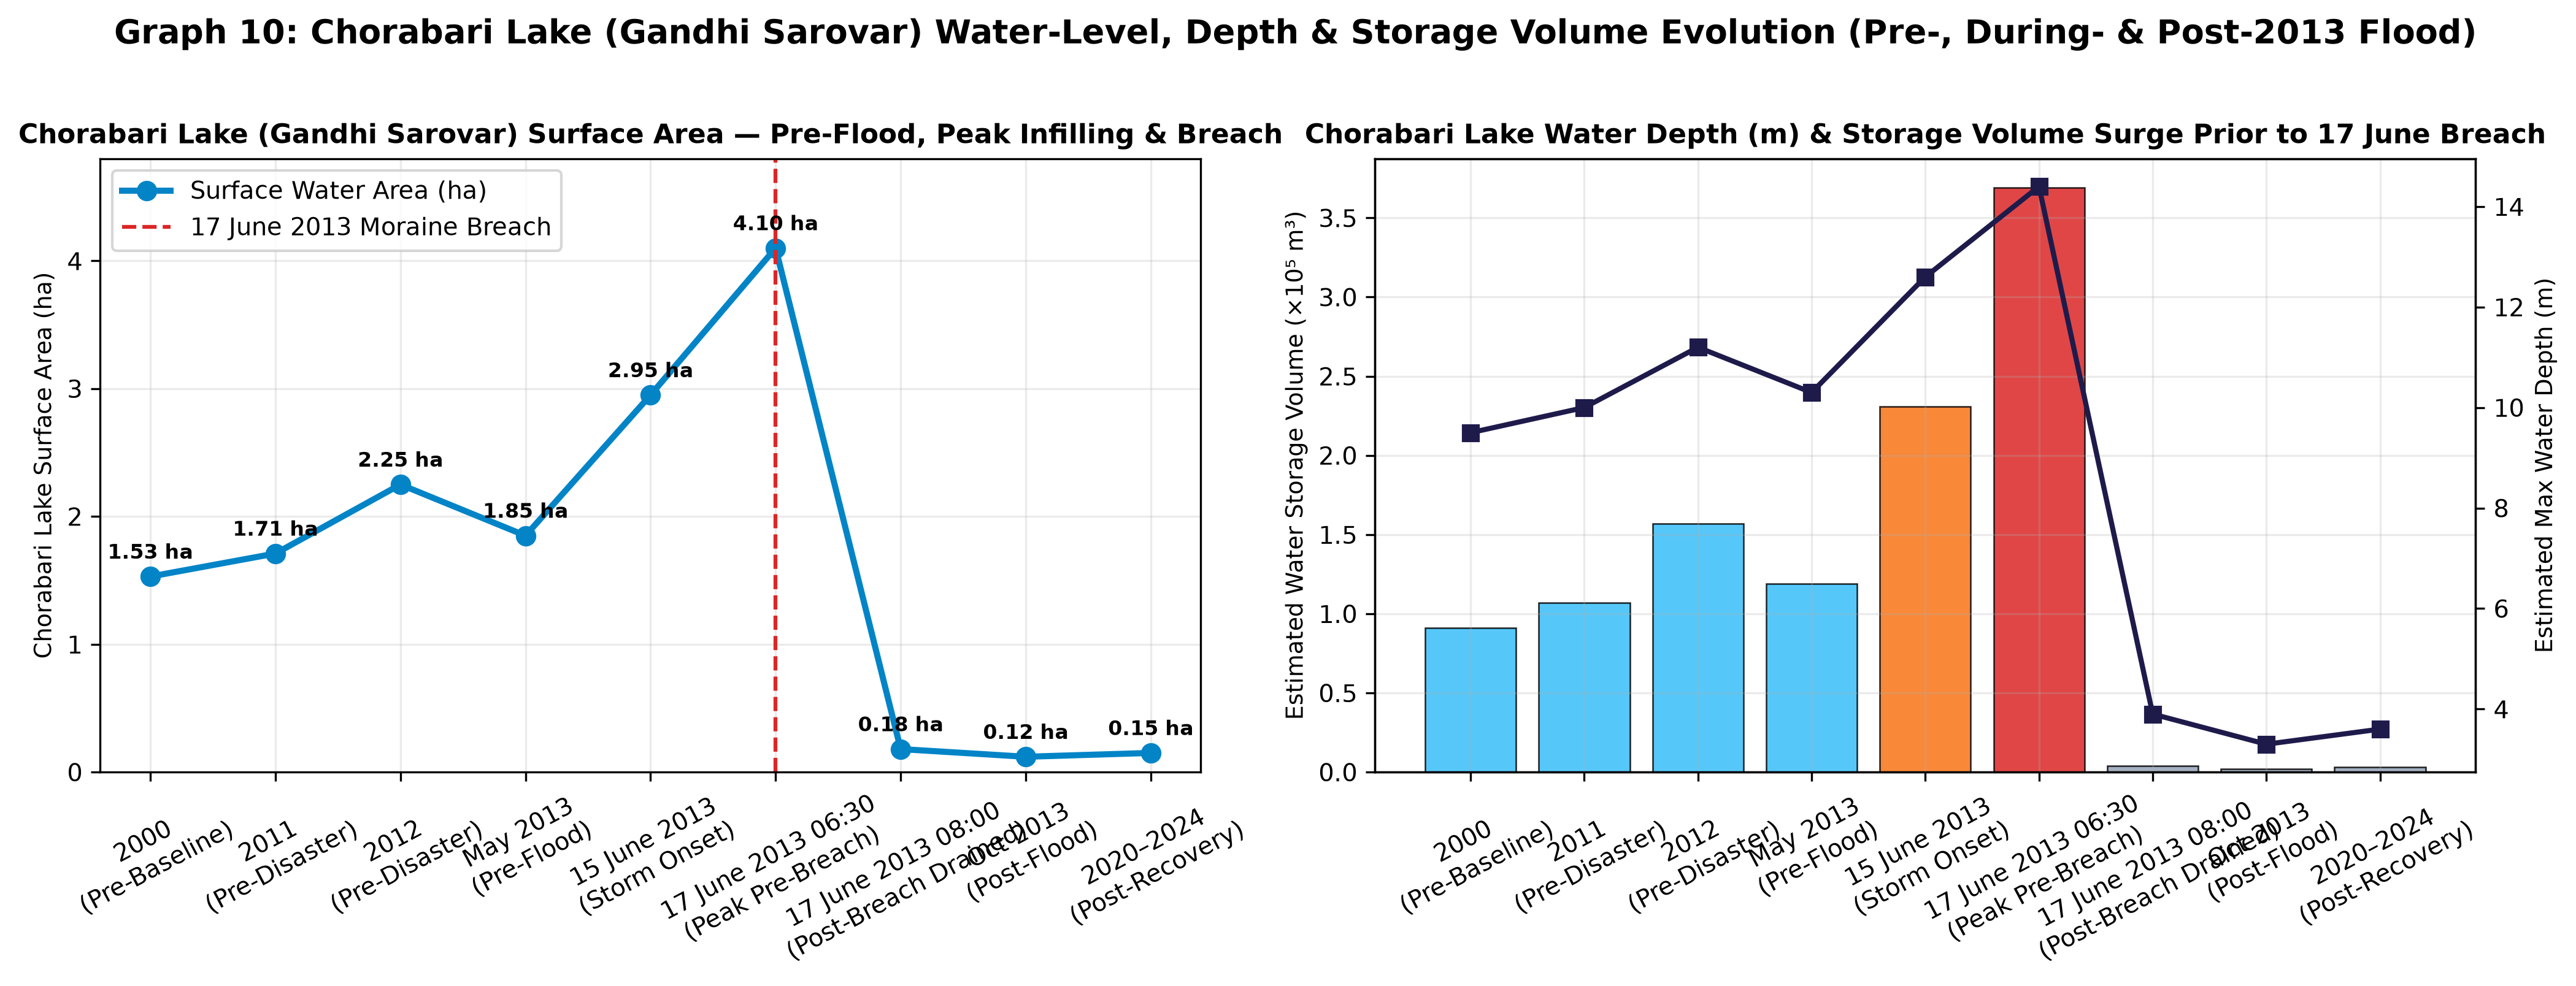 Graph 10: Chorabari Lake (Gandhi Sarovar) Water-Level, Depth & Storage Volume Evolution (Pre-, During- & Post-2013 Flood)
Chorabari Lake (Gandhi Sarovar) Surface Area — Pre-Flood, Peak Infilling & Breach
Surface Water Area (ha)
17 June 2013 Moraine Breach
Chorabari Lake Surface Area (ha)
4
3
2
1
0
1.53 ha
1.71 ha
2.25 ha
1.85 ha
2.95 ha
4.10 ha
0.18 ha
0.12 ha
0.15 ha
2000
(Pre-Baseline)
2011
(Pre-Disaster)
2012
(Pre-Disaster)
May 2013
(Pre-Flood)
15 June 2013
(Storm Onset)
17 June 2013 06:30
(Peak Pre-Breach)
17 June 2013 08:00
(Post-Breach Drained)
Oct 2013
(Post-Flood)
2020–2024
(Post-Recovery)
Chorabari Lake Water Depth (m) & Storage Volume Surge Prior to 17 June Breach
Estimated Water Storage Volume (×10⁵ m³)
3.5
3.0
2.5
2.0
1.5
1.0
0.5
0.0
14
12
10
8
6
4
Estimated Max Water Depth (m)
2000
(Pre-Baseline)
2011
(Pre-Disaster)
2012
(Pre-Disaster)
May 2013
(Pre-Flood)
15 June 2013
(Storm Onset)
17 June 2013 06:30
(Peak Pre-Breach)
17 June 2013 08:00
(Post-Breach Drained)
Oct 2013
(Post-Flood)
2020–2024
(Post-Recovery)